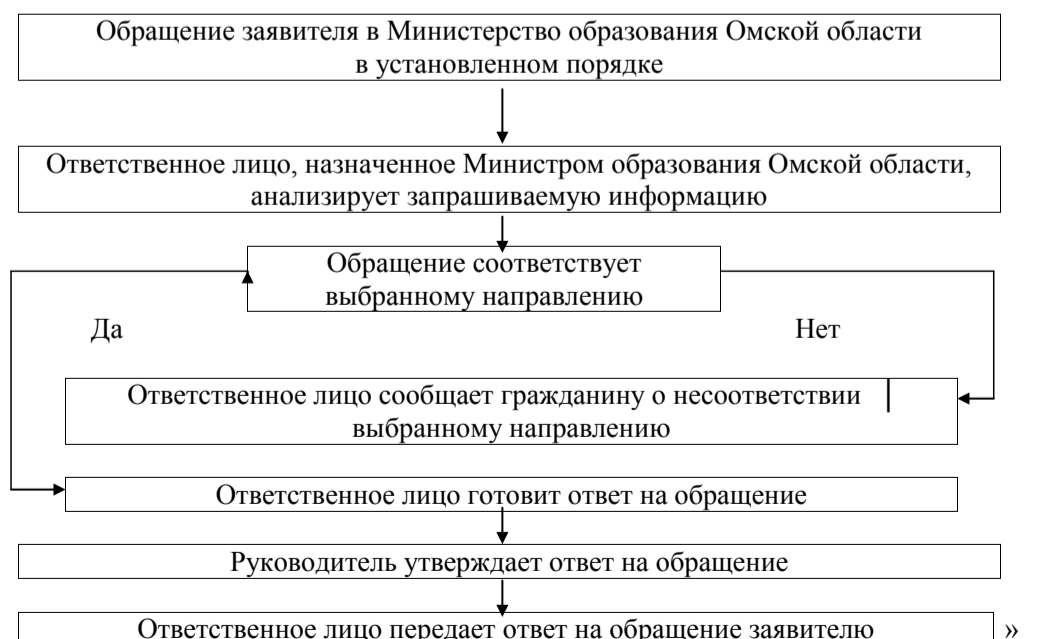 Обращение заявителя в Министерство образования Омской области
в установленном порядке
Ответственное лицо, назначенное Министром образования Омской области,
анализирует запрашиваемую информацию
Обращение соответствует
выбранному направлению
Да
Нет
Ответственное лицо сообщает гражданину о несоответствии
выбранному направлению
Ответственное лицо готовит ответ на обращение
Руководитель утверждает ответ на обращение
Ответственное лицо передает ответ на обращение заявителю »